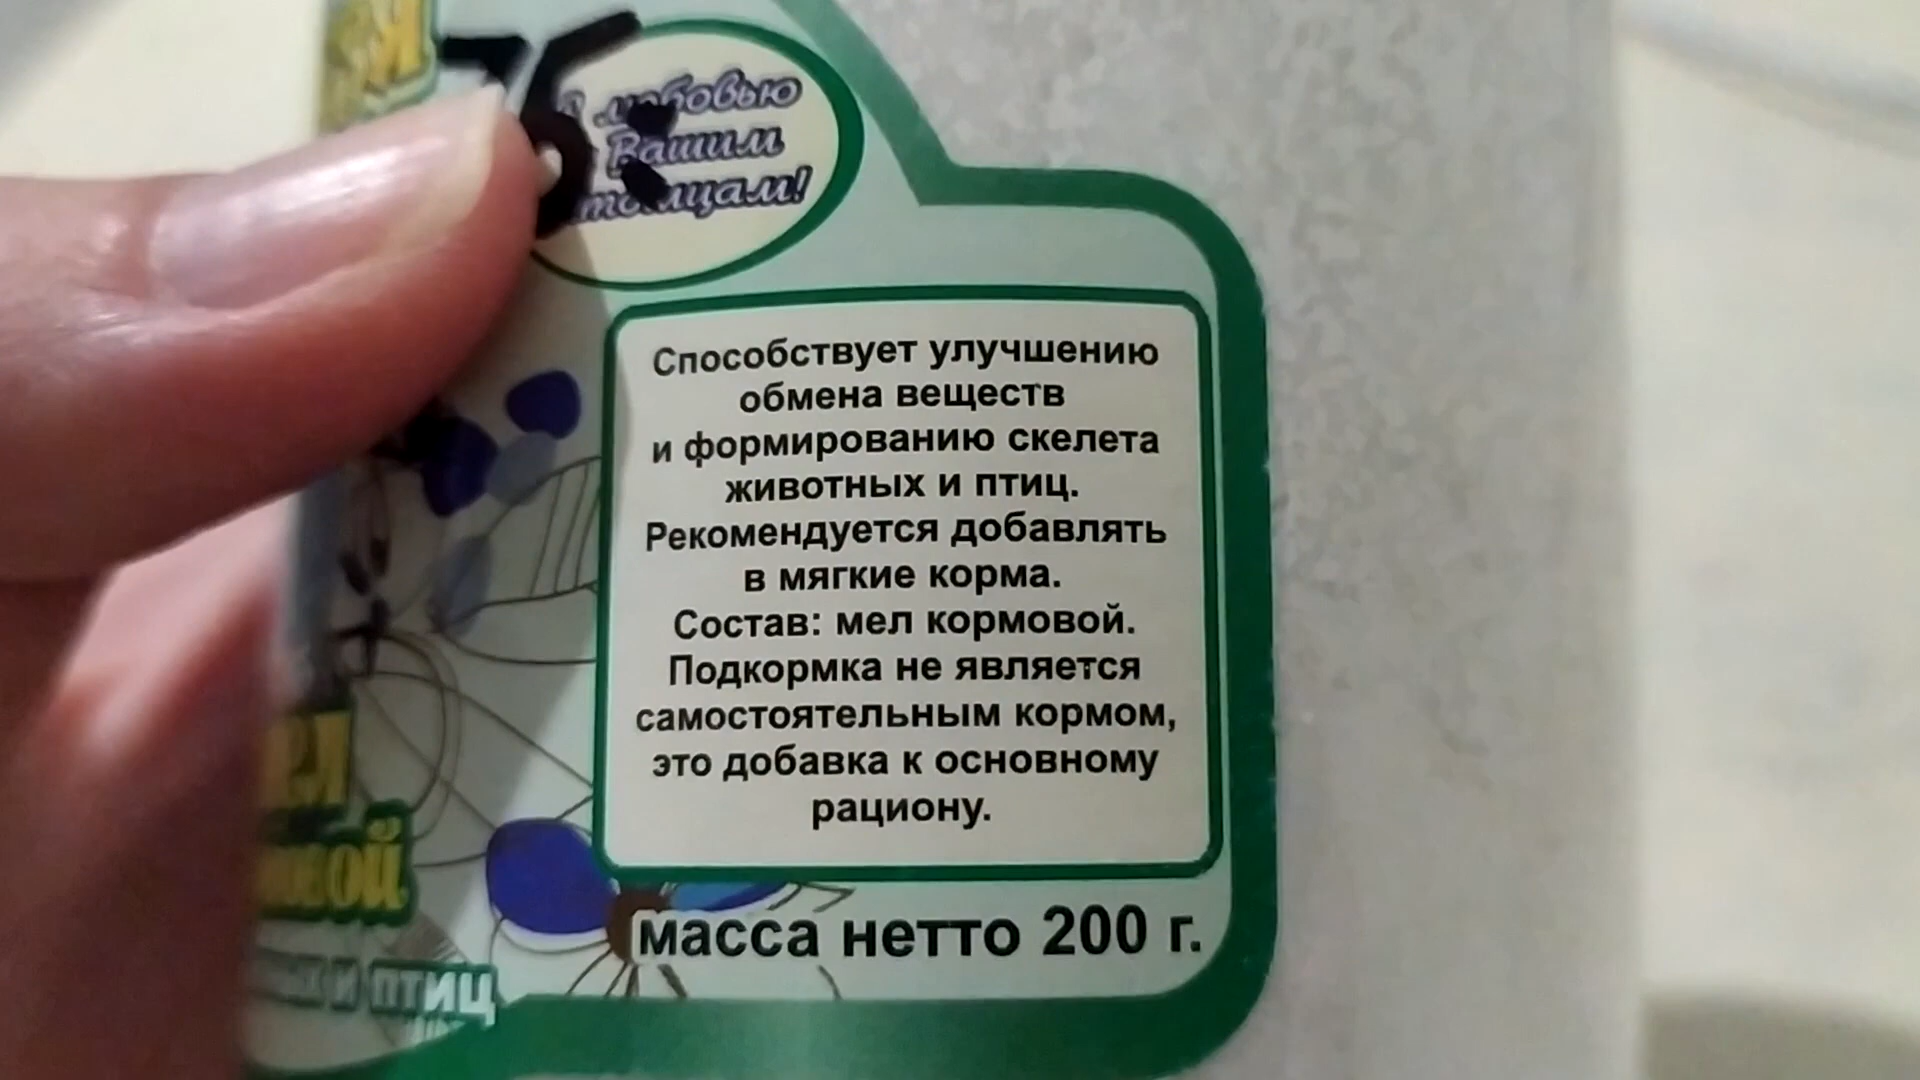 любовью
Вашим
Способствует улучшению
обмена веществ
и формированию скелета
животных и птиц.
Рекомендуется добавлять
в мягкие корма.
Состав: мел кормовой.
Подкормка не является
самостоятельным кормом,
это добавка к основному
рациону.
масса нетто 200 г.
и птиц